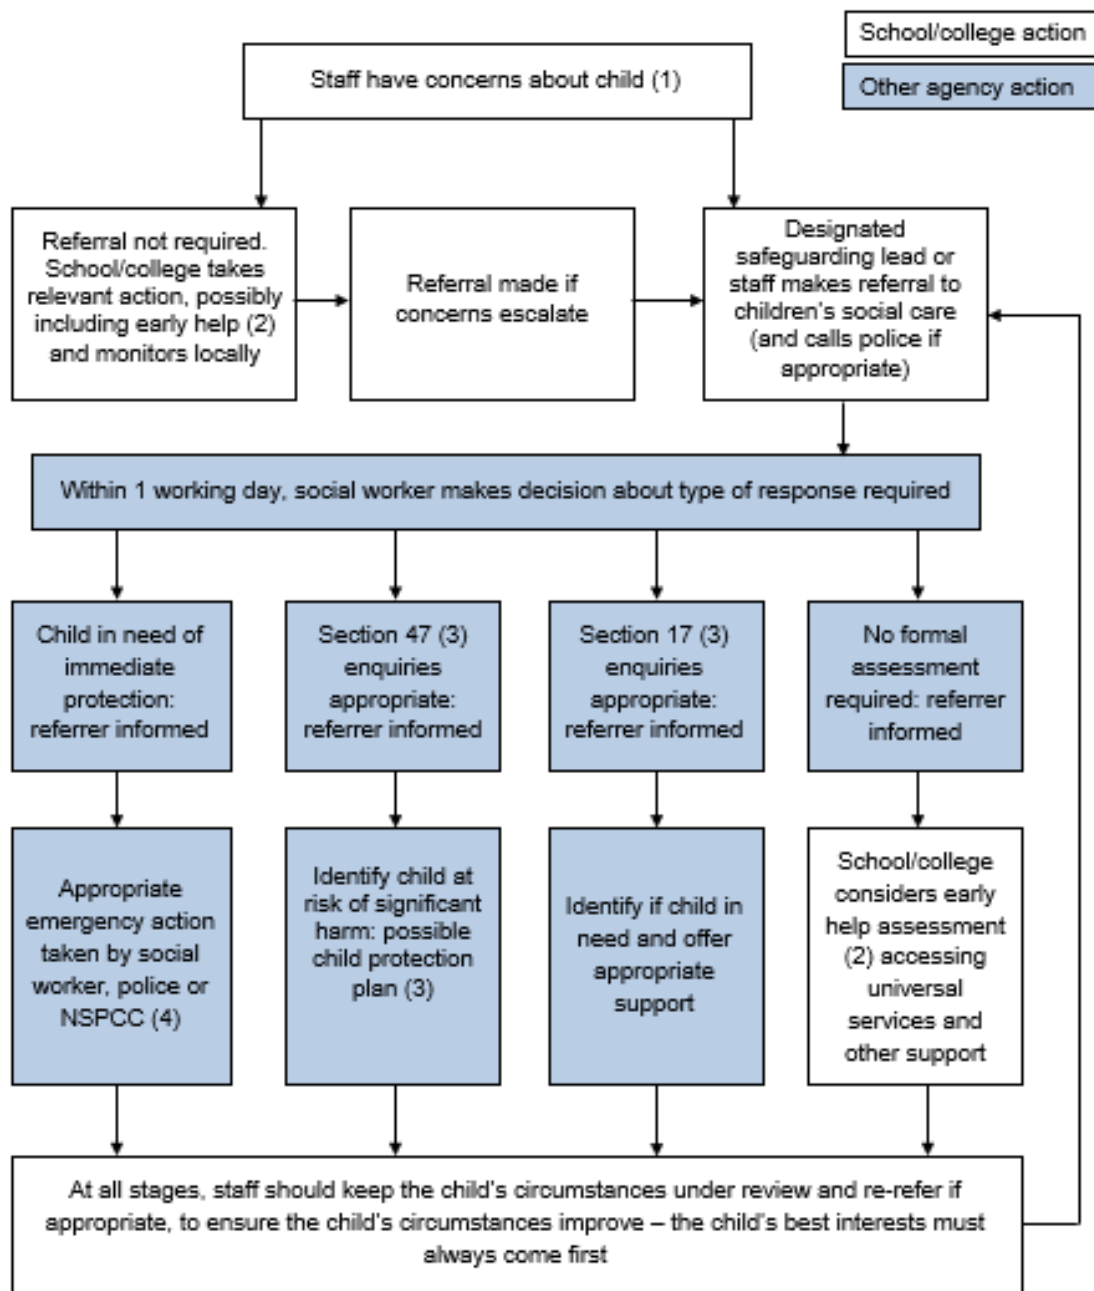 School/college action
Other agency action
Staff have concerns about child (1)
Referral not required.
School/college takes
relevant action, possibly
including early help (2)
and monitors locally
Referral made if
concerns escalate
Designated
safeguarding lead or
staff makes referral to
children's social care
(and calls police if
appropriate)
Within 1 working day, social worker makes decision about type of response required
Child in need of
immediate
protection:
referrer informed
Section 47 (3)
enquiries
appropriate:
referrer informed
Section 17 (3)
enquiries
appropriate:
referrer informed
No formal
assessment
required: referrer
informed
Appropriate
emergency action
taken by social
worker, police or
NSPCC (4)
Identify child at
risk of significant
harm: possible
child protection
plan (3)
Identify if child in
need and offer
appropriate
support
School/college
considers early
help assessment
(2) accessing
universal
services and
other support
At all stages, staff should keep the child's circumstances under review and re-refer if
appropriate, to ensure the child's circumstances improve – the child's best interests must
always come first